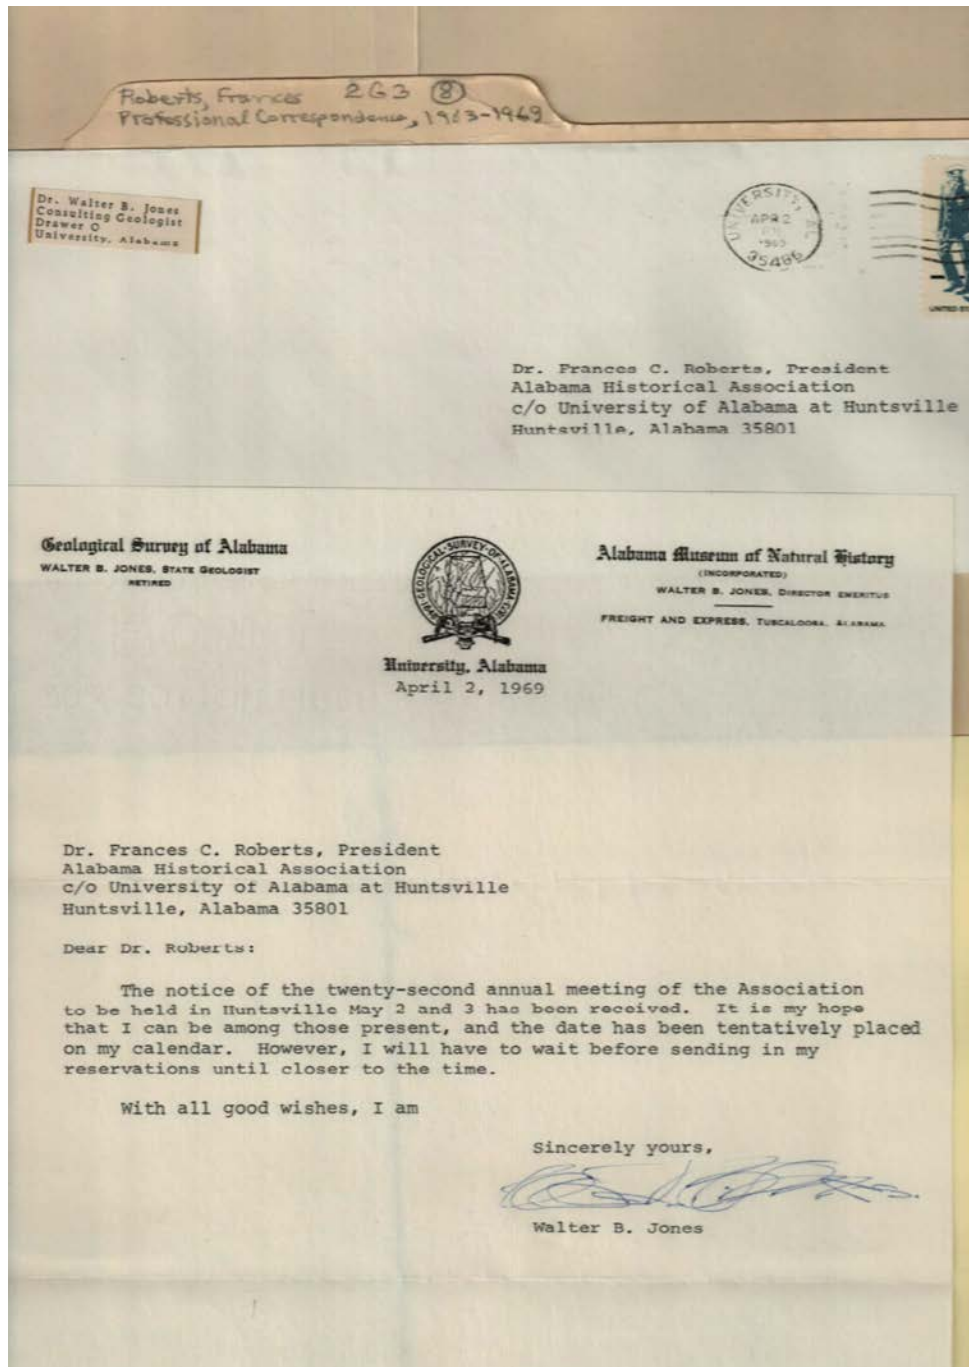 Roberts, Frances 2G3 8
Professional Correspondence, 1963-1969
Dr. Walter B. Jones
Consulting Geologist
Drawer O
University, Alabama
UNIVERSITY, AL
APR 2
1969
35486
UNITED
Dr. Frances C. Roberts, President
Alabama Historical Association
c/o University of Alabama at Huntsville
Huntsville, Alabama 35801
Geological Survey of Alabama
WALTER B. JONES, STATE GEOLOGIST
RETIRED
GEOLOGICAL·SURVEY·OF·ALABAMA
University, Alabama
April 2, 1969
Alabama Museum of Natural History
(INCORPORATED)
WALTER B. JONES, DIRECTOR EMERITUS
FREIGHT AND EXPRESS, TUSCALOOSA, ALABAMA
Dr. Frances C. Roberts, President
Alabama Historical Association
c/o University of Alabama at Huntsville
Huntsville, Alabama 35801
Dear Dr. Roberts:
The notice of the twenty-second annual meeting of the Association
to be held in Huntsville May 2 and 3 has been received. It is my hope
that I can be among those present, and the date has been tentatively placed
on my calendar. However, I will have to wait before sending in my
reservations until closer to the time.
With all good wishes, I am
Sincerely yours,
Walter B. Jones